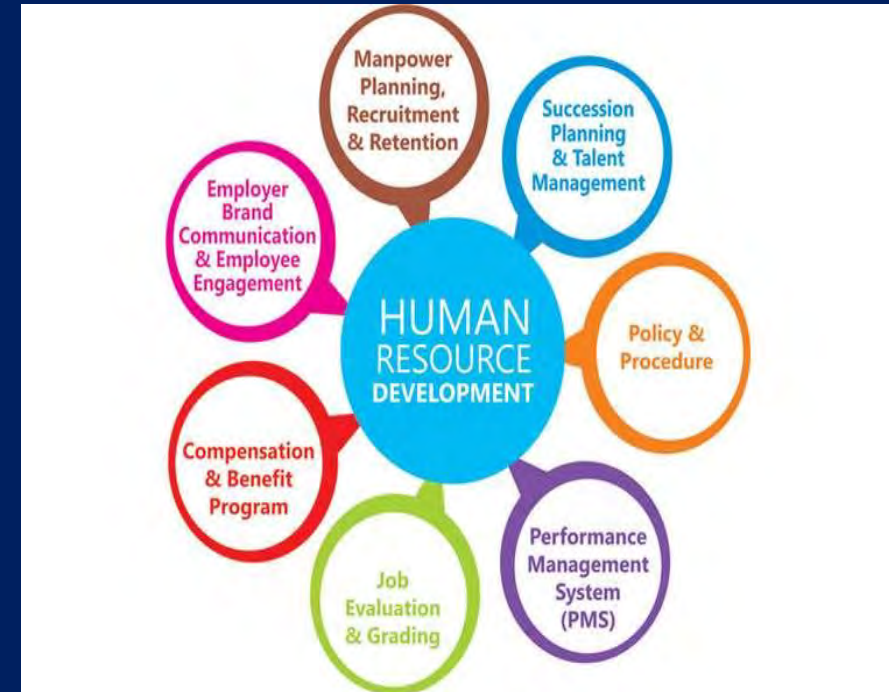 Manpower
Planning,
Recruitment
& Retention
Succession
Planning
& Talent
Management
Employer
Brand
Communication
& Employee
Engagement
HUMAN
RESOURCE
DEVELOPMENT
Policy &
Procedure
Compensation
& Benefit
Program
Performance
Management
System
(PMS)
Job
Evaluation
& Grading